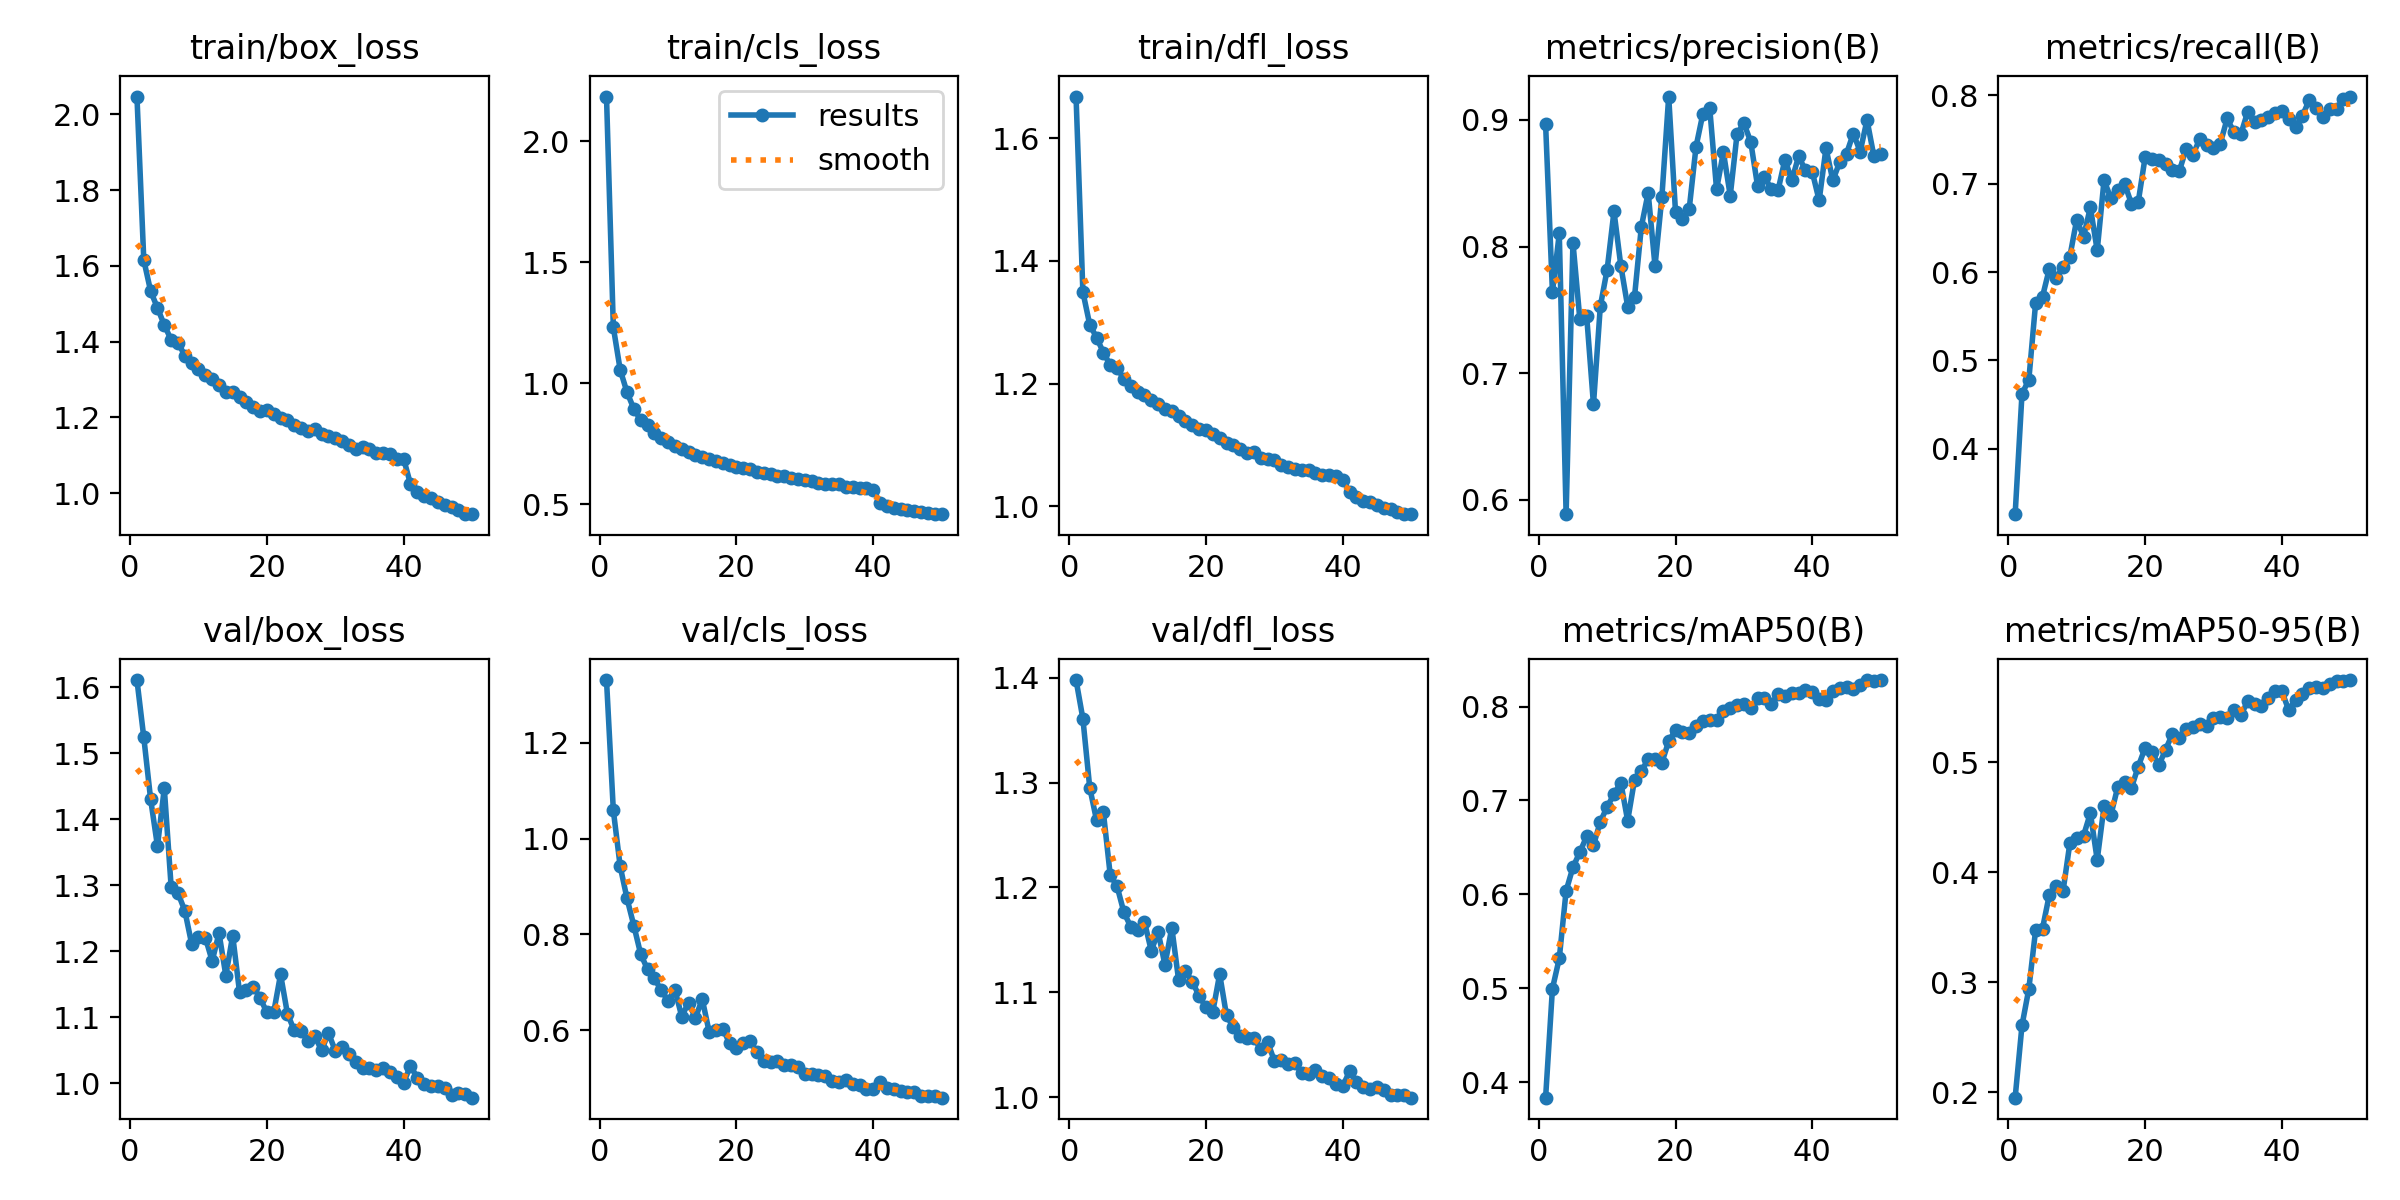 train/box_loss
2.0
1.8
1.6
1.4
1.2
1.0
0 20 40
train/cls_loss
results
smooth
2.0
1.5
1.0
0.5
0 20 40
train/dfl_loss
1.6
1.4
1.2
1.0
0 20 40
metrics/precision(B)
0.9
0.8
0.7
0.6
0 20 40
metrics/recall(B)
0.8
0.7
0.6
0.5
0.4
0 20 40
val/box_loss
1.6
1.5
1.4
1.3
1.2
1.1
1.0
0 20 40
val/cls_loss
1.2
1.0
0.8
0.6
0 20 40
val/dfl_loss
1.4
1.3
1.2
1.1
1.0
0 20 40
metrics/mAP50(B)
0.8
0.7
0.6
0.5
0.4
0 20 40
metrics/mAP50-95(B)
0.5
0.4
0.3
0.2
0 20 40